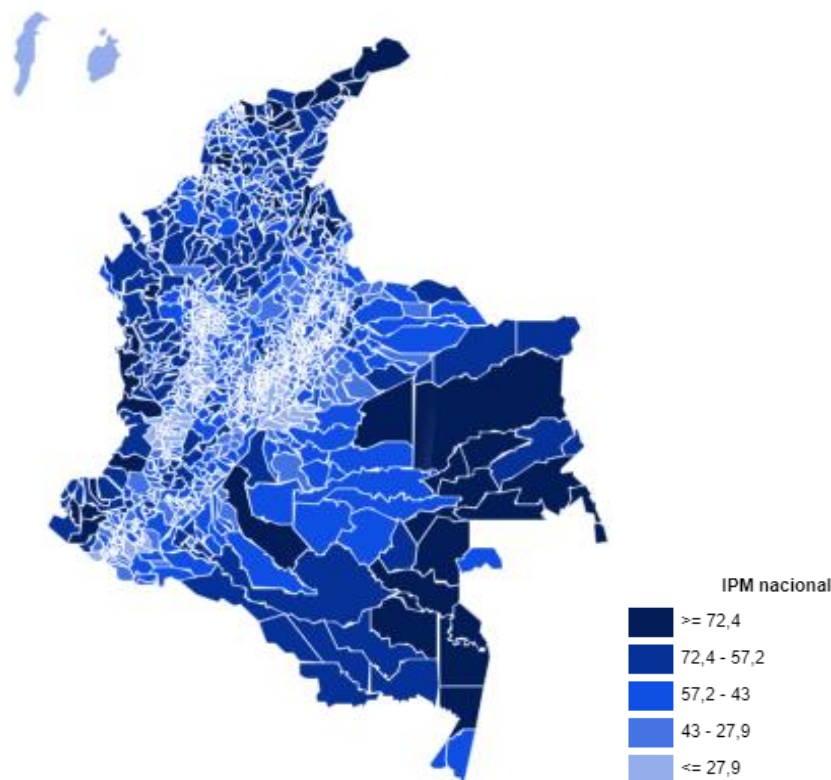 IPM nacional
>= 72,4
72,4 - 57,2
57,2 - 43
43 - 27,9
<= 27,9